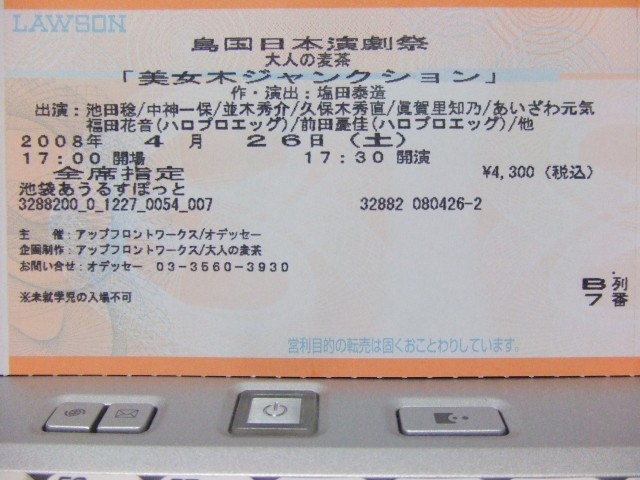 LAWSON
島国日本演劇祭
大人の麦茶
「美女木ジャンクション」
作・演出：塩田泰造
出演：池田稔/中神一保/並木秀介/久保木秀直/眞賀里知乃/あいざわ元気
福田花音(ハロプロエッグ)/前田憂佳(ハロプロエッグ)/他
2008年 4月 26日(土)
17:00 開場 17:30 開演
全席指定 ¥4,300(税込)
池袋あうるすぽっと
3288200_0_1227_0054_007 32882 080426-2
主 催：アップフロントワークス/オデッセー
企画制作：アップフロントワークス/大人の麦茶
お問い合せ：オデッセー 03-3560-3930
B列
7番
※未就学児の入場不可
営利目的の転売は固くおことわりしています。